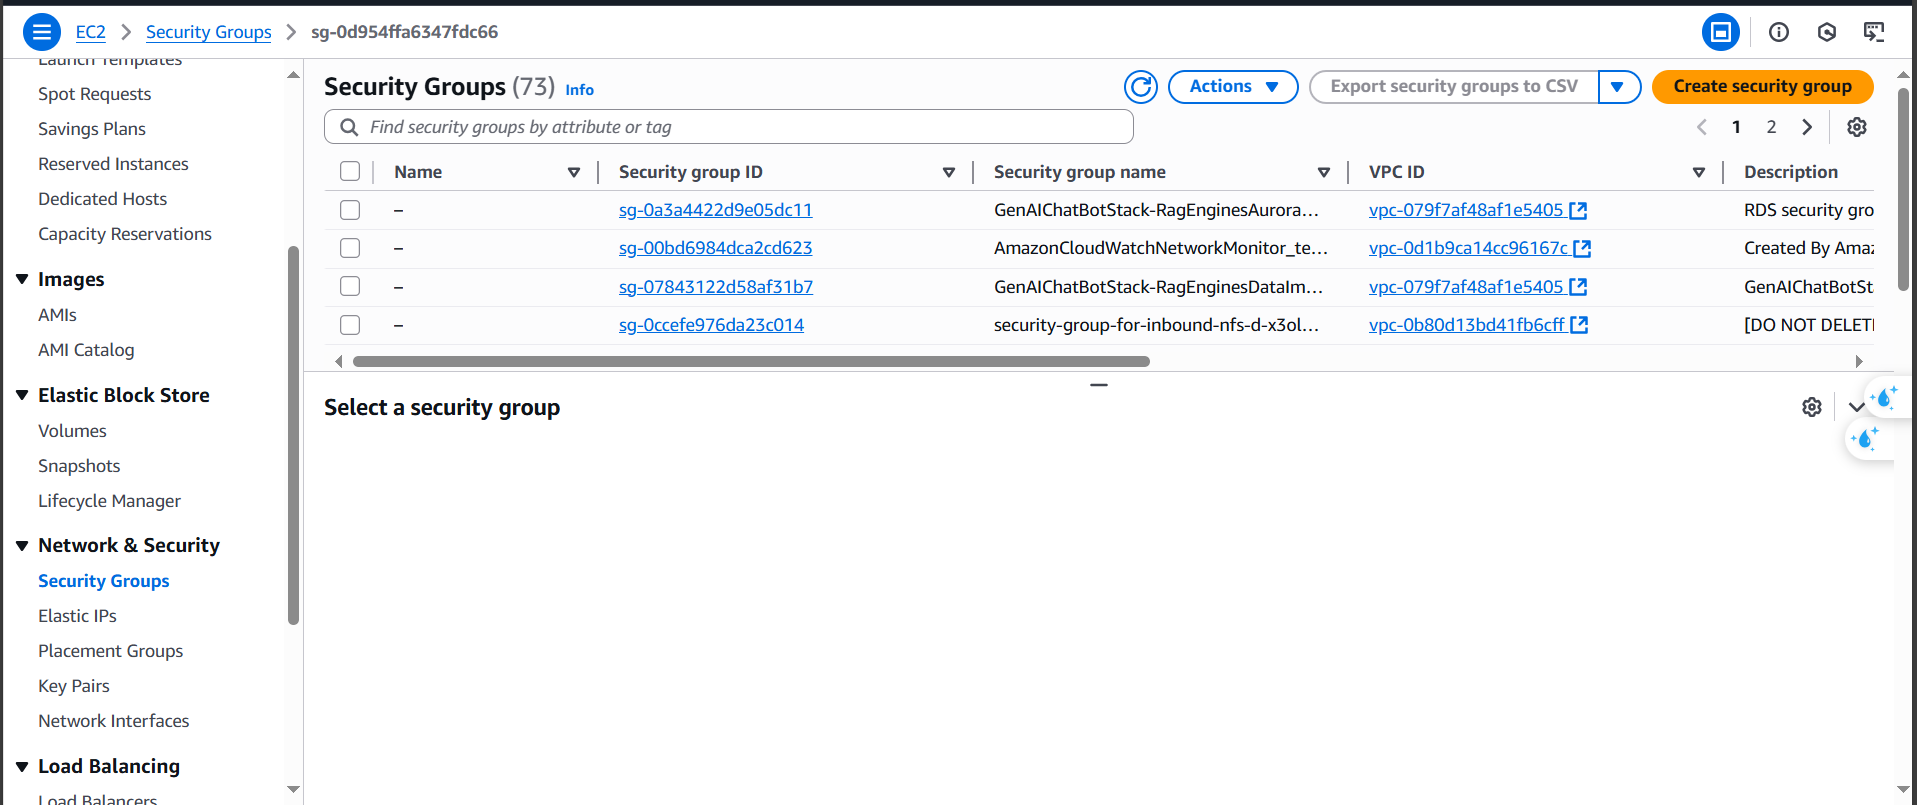 EC2 > Security Groups > sg-0d954ffa6347fdc66
Launch Templates
Spot Requests
Savings Plans
Reserved Instances
Dedicated Hosts
Capacity Reservations
Images
AMIs
AMI Catalog
Elastic Block Store
Volumes
Snapshots
Lifecycle Manager
Network & Security
Security Groups
Elastic IPs
Placement Groups
Key Pairs
Network Interfaces
Load Balancing
Load Balancers
Security Groups (73) Info
Actions
Export security groups to CSV
Create security group
Find security groups by attribute or tag
1 2
Name Security group ID Security group name VPC ID Description
– sg-0a3a4422d9e05dc11 GenAIChatBotStack-RagEnginesAurora... vpc-079f7af48af1e5405 RDS security gro
– sg-00bd6984dca2cd623 AmazonCloudWatchNetworkMonitor_te... vpc-0d1b9ca14cc96167c Created By Amaz
– sg-07843122d58af31b7 GenAIChatBotStack-RagEnginesDataIm... vpc-079f7af48af1e5405 GenAIChatBotSt
– sg-0ccefe976da23c014 security-group-for-inbound-nfs-d-x3ol... vpc-0b80d13bd41fb6cff [DO NOT DELETE
Select a security group